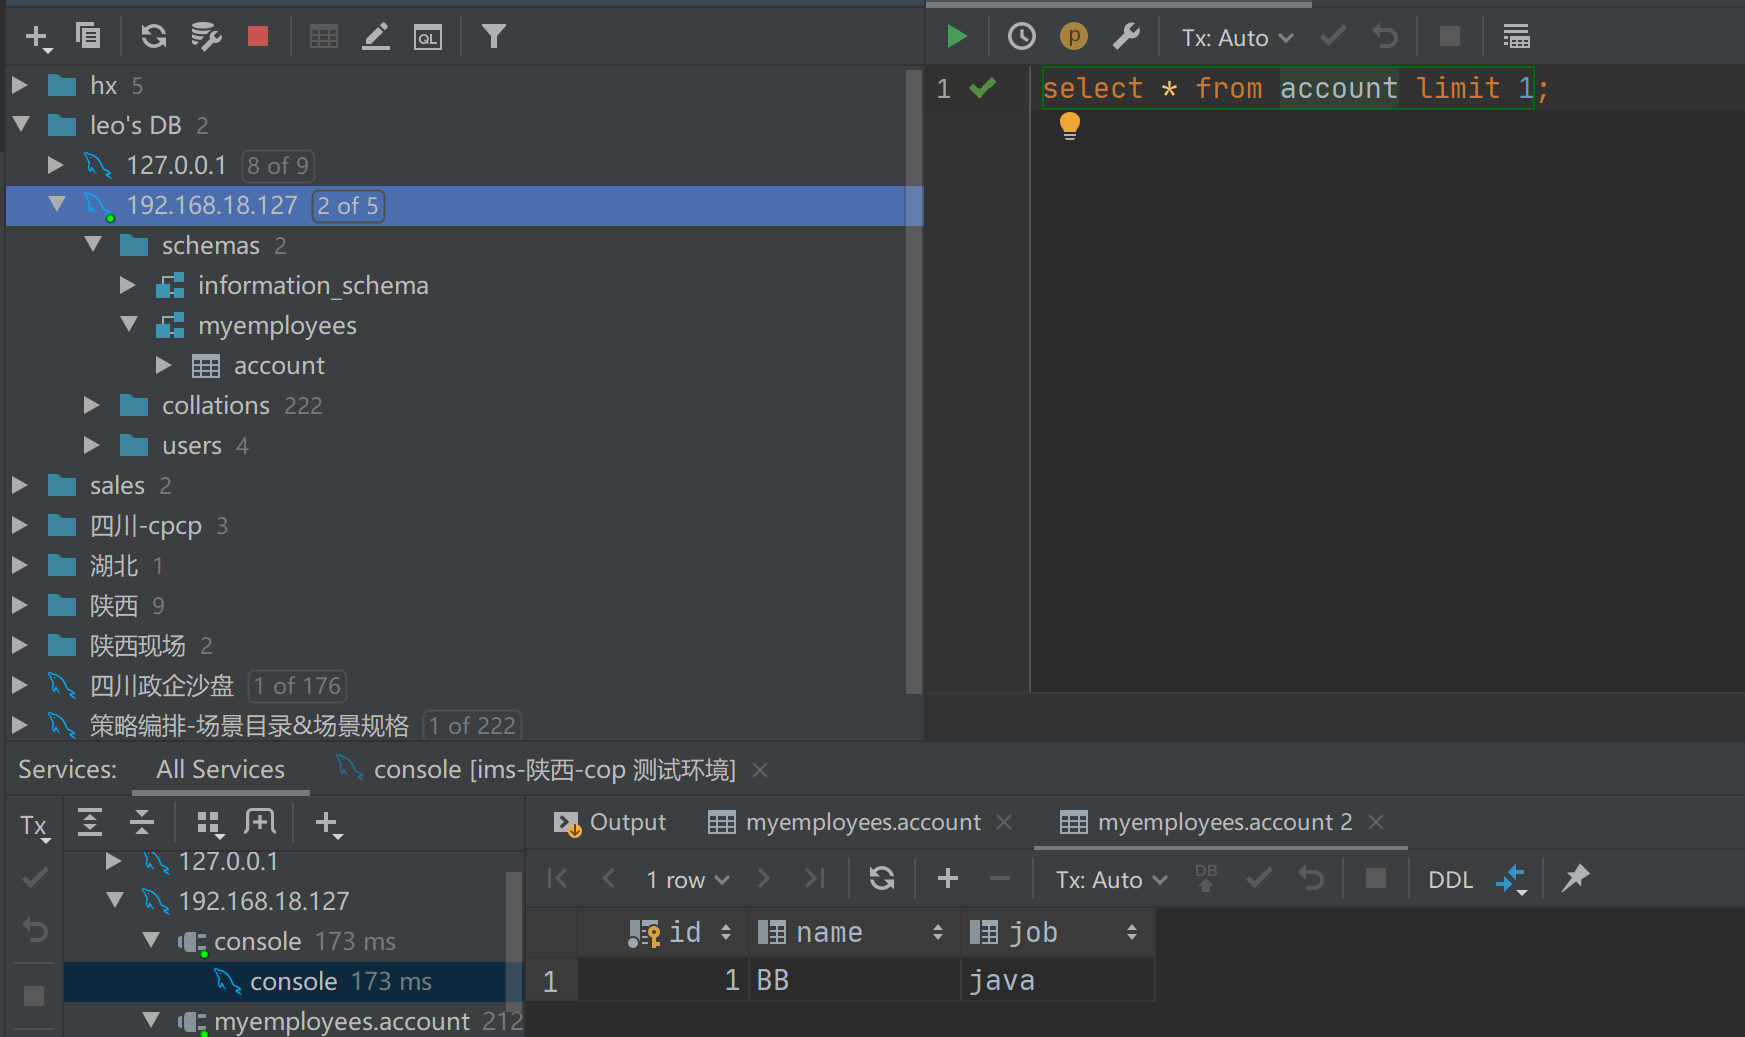 QL
p
Tx: Auto
hx 5
leo's DB 2
127.0.0.1 8 of 9
192.168.18.127 2 of 5
schemas 2
information_schema
myemployees
account
collations 222
users 4
sales 2
四川-cpcp 3
湖北 1
陕西 9
陕西现场 2
四川政企沙盘 1 of 176
策略编排-场景目录&场景规格 1 of 222
1 select * from account limit 1;
Services: All Services console [ims-陕西-cop 测试环境]
Tx
127.0.0.1
192.168.18.127
console 173 ms
console 173 ms
myemployees.account 212
Output myemployees.account myemployees.account 2
1 row Tx: Auto DB DDL
id name job
1 1 BB java